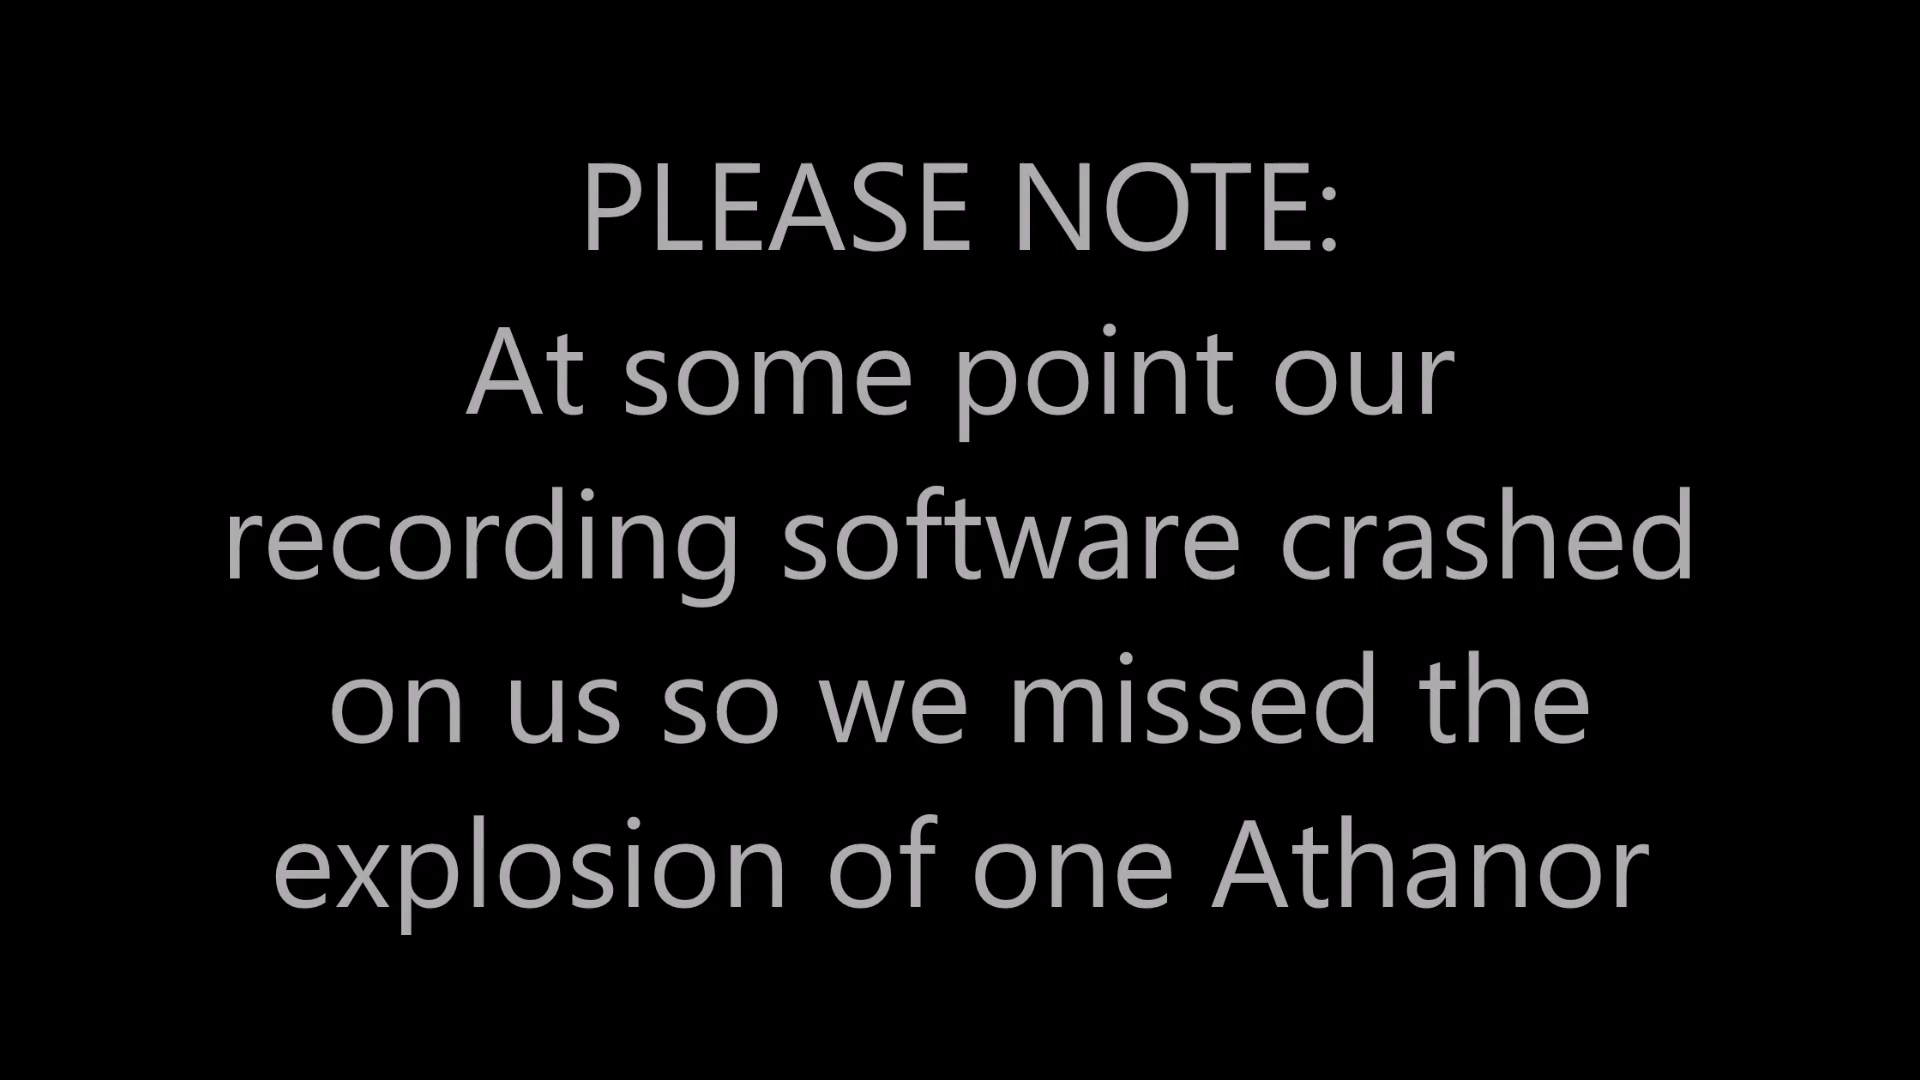 PLEASE NOTE:
At some point our
recording software crashed
on us so we missed the
explosion of one Athanor